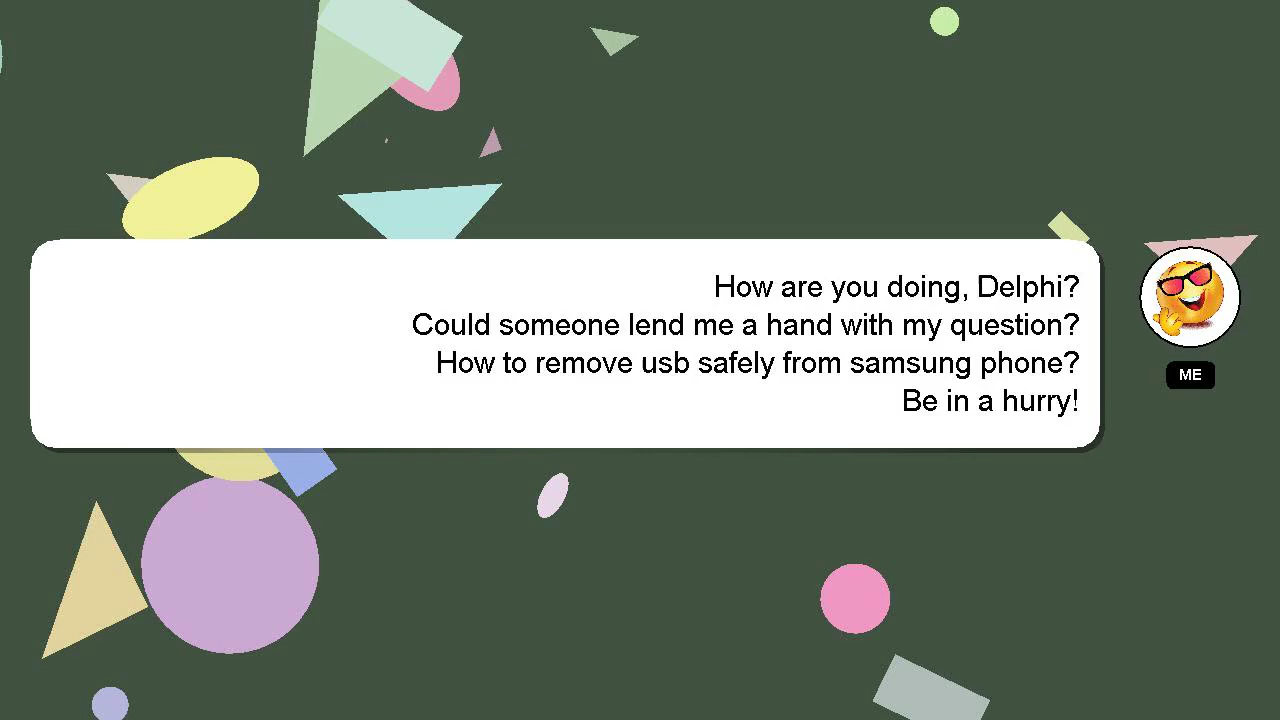 How are you doing, Delphi?
Could someone lend me a hand with my question?
How to remove usb safely from samsung phone?
Be in a hurry!
ME